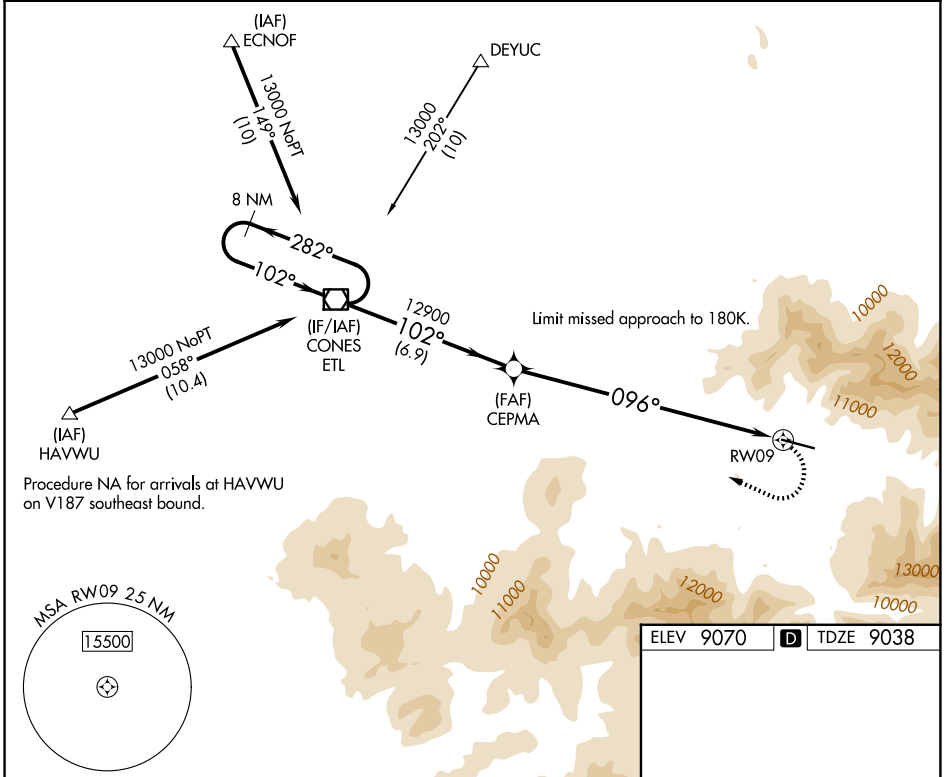 (IAF)
ECNOF
DEYUC
13000 NoPT
149°
(10)
13000
202°
(10)
8 NM
282°
102°
(IF/IAF)
CONES
ETL
12900
102°
(6.9)
Limit missed approach to 180K.
10000
12000
11000
13000 NoPT
058°
(10.4)
(IAF)
HAVWU
(FAF)
CEPMA
096°
RW09
Procedure NA for arrivals at HAVWU
on V187 southeast bound.
10000
11000
12000
13000
10000
MSA RW09 25 NM
15500
ELEV 9070 D TDZE 9038